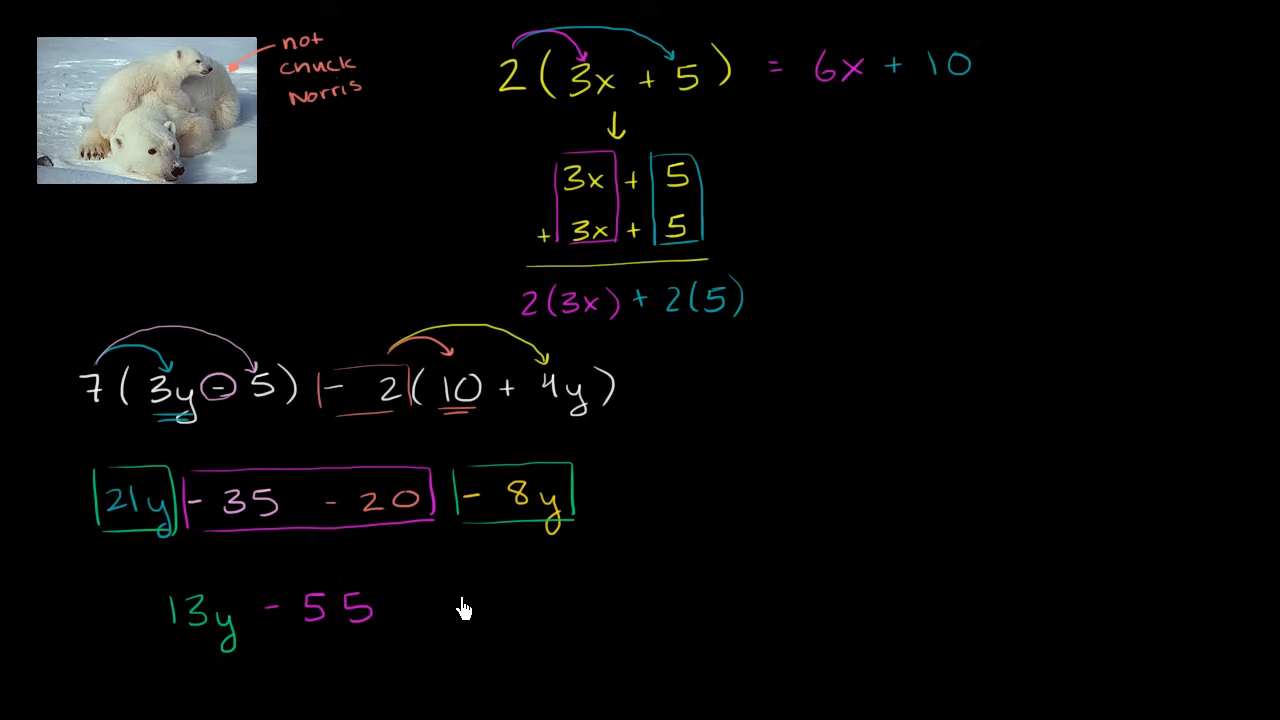 not
chuck
Norris
2(3x + 5) = 6x + 10
↓
3x + 5
+ 3x + 5
2(3x) + 2(5)
7(3y - 5) - 2(10 + 4y)
21y - 35 - 20 - 8y
13y - 55